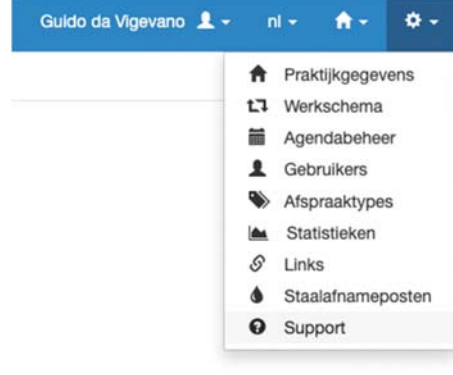 Guido da Vigevano nl
Praktijkgegevens
Werkschema
Agendabeheer
Gebruikers
Afspraaktypes
Statistieken
Links
Staalafnameposten
Support